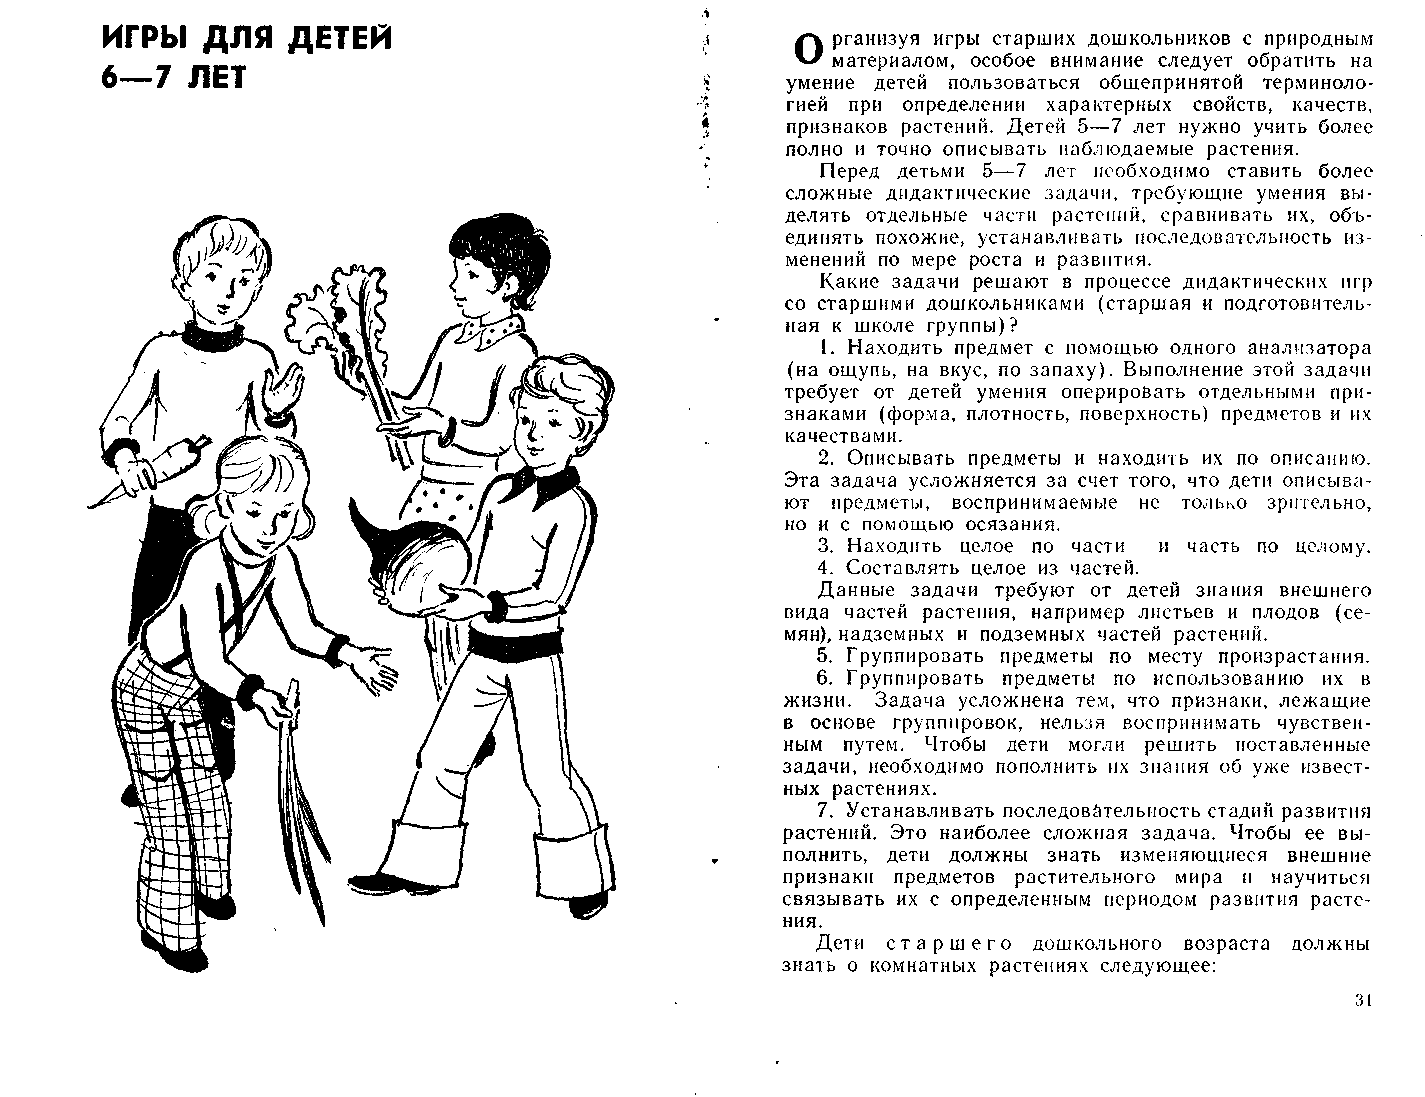 ИГРЫ ДЛЯ ДЕТЕЙ
6—7 ЛЕТ
Организуя игры старших дошкольников с природным
материалом, особое внимание следует обратить на
умение детей пользоваться общепринятой терминоло-
гией при определении характерных свойств, качеств,
признаков растений. Детей 5—7 лет нужно учить более
полно и точно описывать наблюдаемые растения.
Перед детьми 5—7 лет необходимо ставить более
сложные дидактические задачи, требующие умения вы-
делять отдельные части растений, сравнивать их, объ-
единять похожие, устанавливать последовательность из-
менений по мере роста и развития.
Какие задачи решают в процессе дидактических игр
со старшими дошкольниками (старшая и подготовитель-
ная к школе группы)?
1. Находить предмет с помощью одного анализатора
(на ощупь, на вкус, по запаху). Выполнение этой задачи
требует от детей умения оперировать отдельными при-
знаками (форма, плотность, поверхность) предметов и их
качествами.
2. Описывать предметы и находить их по описанию.
Эта задача усложняется за счет того, что дети описыва-
ют предметы, воспринимаемые не только зрительно,
но и с помощью осязания.
3. Находить целое по части и часть по целому.
4. Составлять целое из частей.
Данные задачи требуют от детей знания внешнего
вида частей растения, например листьев и плодов (се-
мян), надземных и подземных частей растений.
5. Группировать предметы по месту произрастания.
6. Группировать предметы по использованию их в
жизни. Задача усложнена тем, что признаки, лежащие
в основе группировок, нельзя воспринимать чувствен-
ным путем. Чтобы дети могли решить поставленные
задачи, необходимо пополнить их знания об уже извест-
ных растениях.
7. Устанавливать последовательность стадий развития
растений. Это наиболее сложная задача. Чтобы ее вы-
полнить, дети должны знать изменяющиеся внешние
признаки предметов растительного мира и научиться
связывать их с определенным периодом развития расте-
ния.
Дети старшего дошкольного возраста должны
знать о комнатных растениях следующее:
31